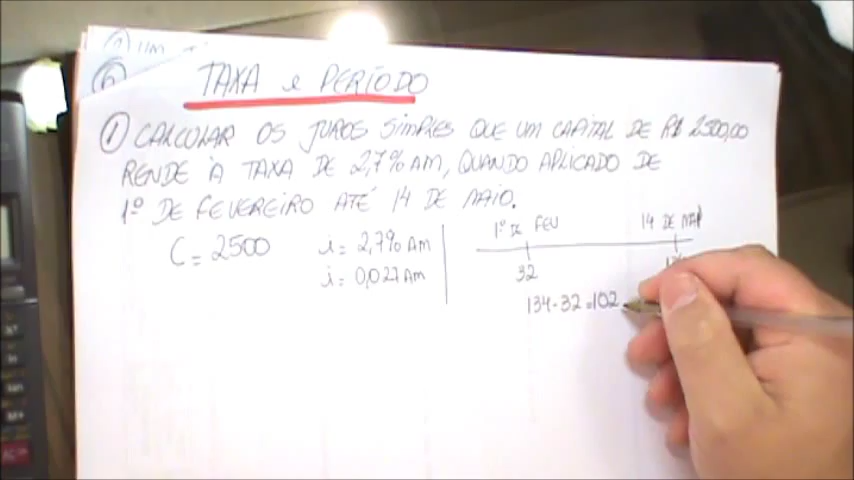 TAXA e PERÍODO
① CALCULAR OS JUROS SIMPLES QUE UM CAPITAL DE R$ 2500,00
RENDE À TAXA DE 2,7% AM, QUANDO APLICADO DE
1º DE FEVEREIRO ATÉ 14 DE MAIO.
C = 2500
i = 2,7% AM
i = 0,027 AM
1º DE FEV 14 DE MAI
32
134 - 32 = 102